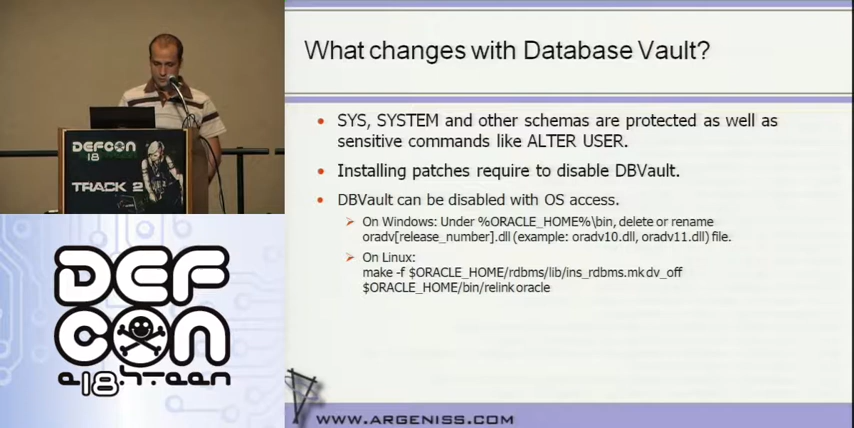 What changes with Database Vault?
SYS, SYSTEM and other schemas are protected as well as
sensitive commands like ALTER USER.
Installing patches require to disable DBVault.
DBVault can be disabled with OS access.
On Windows: Under %ORACLE_HOME%\bin, delete or rename
oradv[release_number].dll (example: oradv10.dll, oradv11.dll) file.
On Linux:
make -f $ORACLE_HOME/rdbms/lib/ins_rdbms.mk dv_off
$ORACLE_HOME/bin/relink oracle
WWW.ARGENISS.COM
DEFCON
18
TRACK 2
DEF
CON
e18hteen